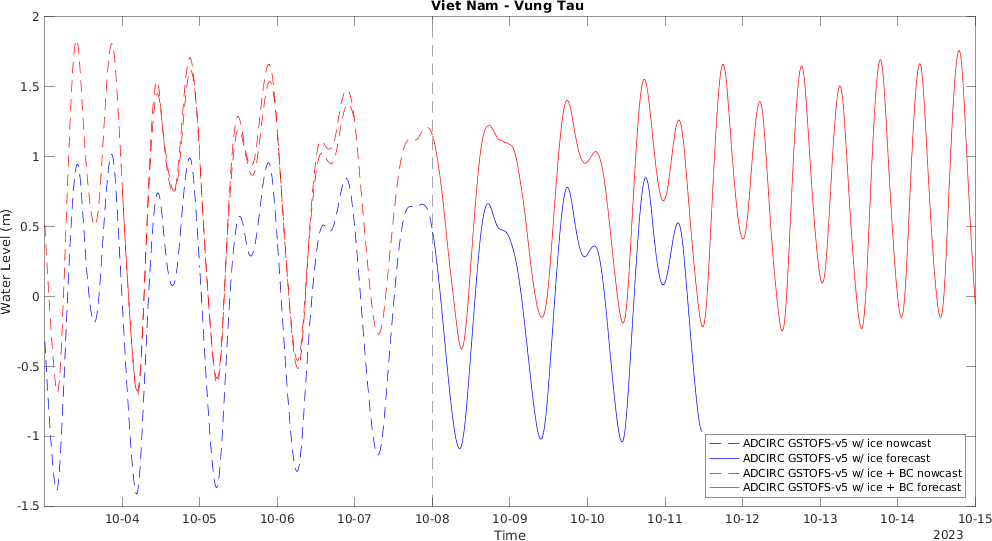 Viet Nam - Vung Tau
Water Level (m)
2
1.5
1
0.5
0
-0.5
-1
-1.5
ADCIRC GSTOFS-v5 w/ ice nowcast
ADCIRC GSTOFS-v5 w/ ice forecast
ADCIRC GSTOFS-v5 w/ ice + BC nowcast
ADCIRC GSTOFS-v5 w/ ice + BC forecast
10-04 10-05 10-06 10-07 10-08 10-09 10-10 10-11 10-12 10-13 10-14 10-15
Time
2023